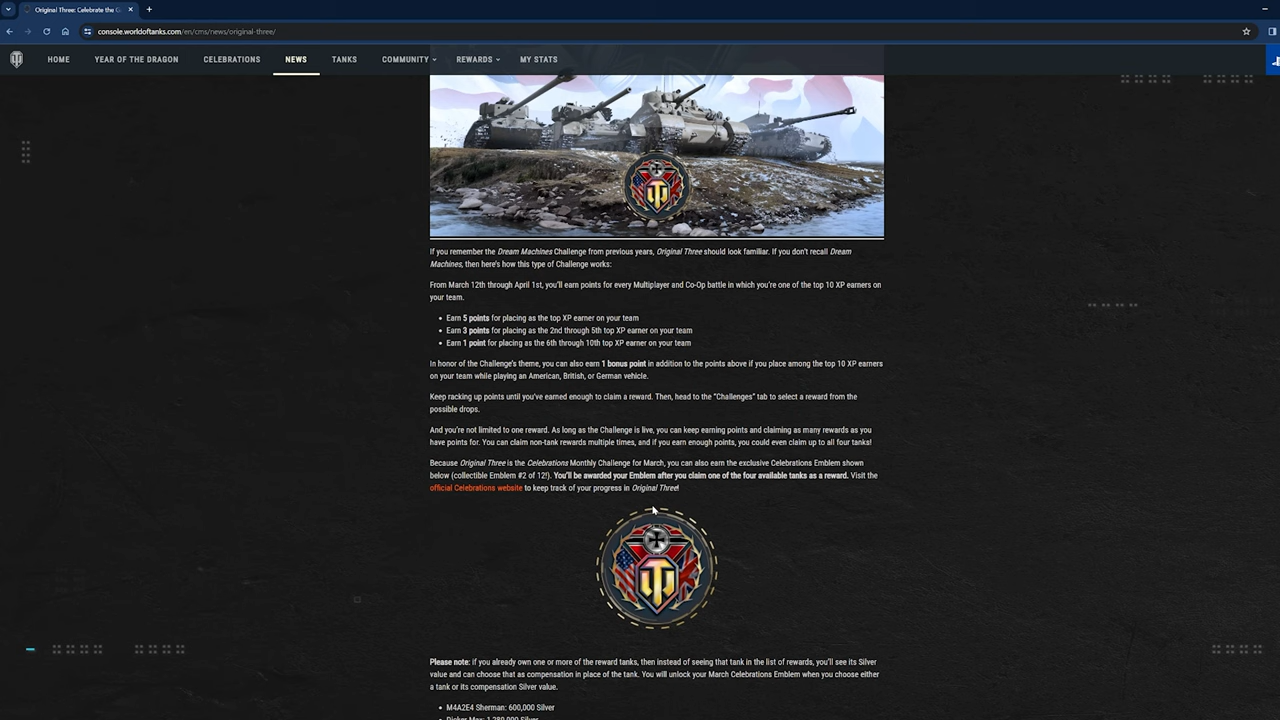 Original Three: Celebrate the
console.worldoftanks.com/en/cms/news/original-three/
HOME
YEAR OF THE DRAGON
CELEBRATIONS
NEWS
TANKS
COMMUNITY
REWARDS
MY STATS
If you remember the Dream Machines Challenge from previous years, Original Three should look familiar. If you don't recall Dream
Machines, then here's how this type of Challenge works:
From March 12th through April 1st, you'll earn points for every Multiplayer and Co-Op battle in which you're one of the top 10 XP earners on
your team.
• Earn 5 points for placing as the top XP earner on your team
• Earn 3 points for placing as the 2nd through 5th top XP earner on your team
• Earn 1 point for placing as the 6th through 10th top XP earner on your team
In honor of the Challenge's theme, you can also earn 1 bonus point in addition to the points above if you place among the top 10 XP earners
on your team while playing an American, British, or German vehicle.
Keep racking up points until you've earned enough to claim a reward. Then, head to the "Challenges" tab to select a reward from the
possible drops.
And you're not limited to one reward. As long as the Challenge is live, you can keep earning points and claiming as many rewards as you
have points for. You can claim non-tank rewards multiple times, and if you earn enough points, you could even claim up to all four tanks!
Because Original Three is the Celebrations Monthly Challenge for March, you can also earn the exclusive Celebrations Emblem shown
below (collectible Emblem #2 of 12!). You'll be awarded your Emblem after you claim one of the four available tanks as a reward. Visit the
official Celebrations website to keep track of your progress in Original Three!
Please note: if you already own one or more of the reward tanks, then instead of seeing that tank in the list of rewards, you'll see its Silver
value and can choose that as compensation in place of the tank. You will unlock your March Celebrations Emblem when you choose either
a tank or its compensation Silver value.
• M4A2E4 Sherman: 600,000 Silver
Dicker Max: 1,280,000 Silver